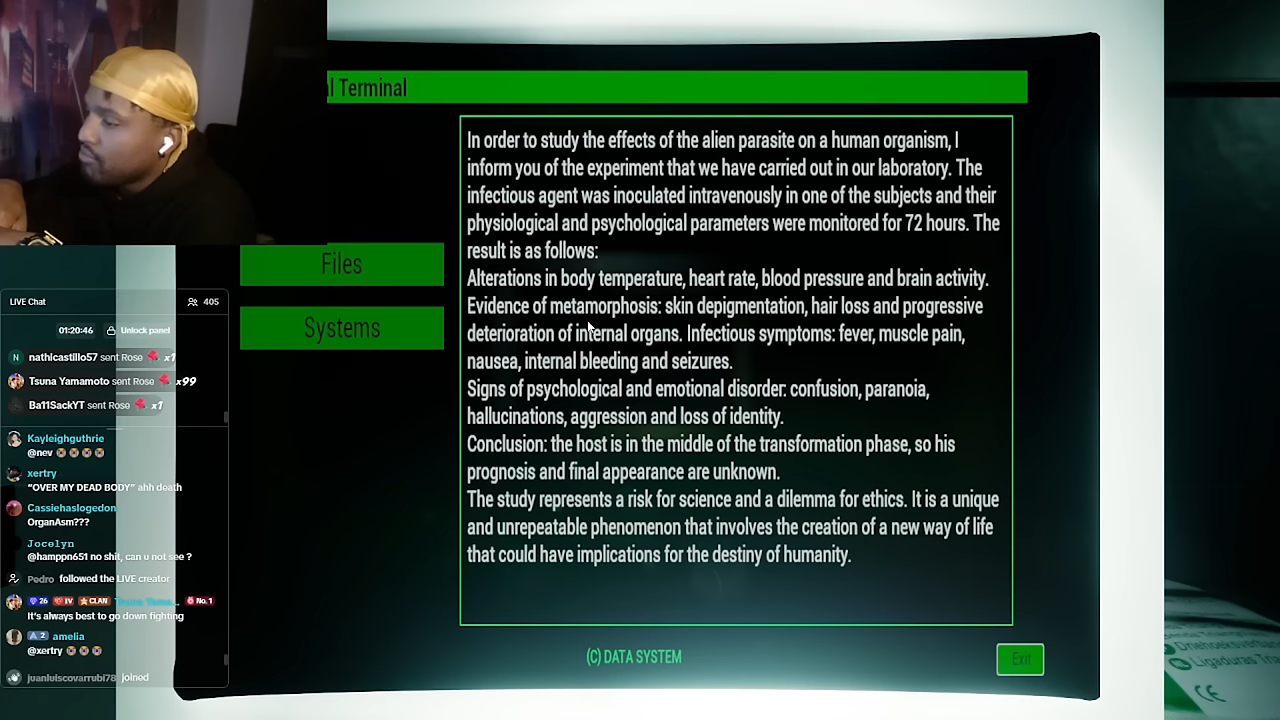 l Terminal
In order to study the effects of the alien parasite on a human organism, I
inform you of the experiment that we have carried out in our laboratory. The
infectious agent was inoculated intravenously in one of the subjects and their
physiological and psychological parameters were monitored for 72 hours. The
result is as follows:
Alterations in body temperature, heart rate, blood pressure and brain activity.
Evidence of metamorphosis: skin depigmentation, hair loss and progressive
deterioration of internal organs. Infectious symptoms: fever, muscle pain,
nausea, internal bleeding and seizures.
Signs of psychological and emotional disorder: confusion, paranoia,
hallucinations, aggression and loss of identity.
Conclusion: the host is in the middle of the transformation phase, so his
prognosis and final appearance are unknown.
The study represents a risk for science and a dilemma for ethics. It is a unique
and unrepeatable phenomenon that involves the creation of a new way of life
that could have implications for the destiny of humanity.
Files
Systems
(C) DATA SYSTEM
Exit
LIVE Chat 405
01:20:46 Unlock panel
N nathicastillo57 sent Rose x1
Tsuna Yamamoto sent Rose x99
Ba11SackYT sent Rose x1
Kayleighguthrie
@nev
xertry
“OVER MY DEAD BODY” ahh death
Cassiehaslogedon
OrganAsm???
Jocelyn
@hamppn651 no shit, can u not see ?
Pedro followed the LIVE creator
26 IV CLAN No. 1
It's always best to go down fighting
2 amelia
@xertry
juanluiscovarrubi78 joined
Ligaduras
CE